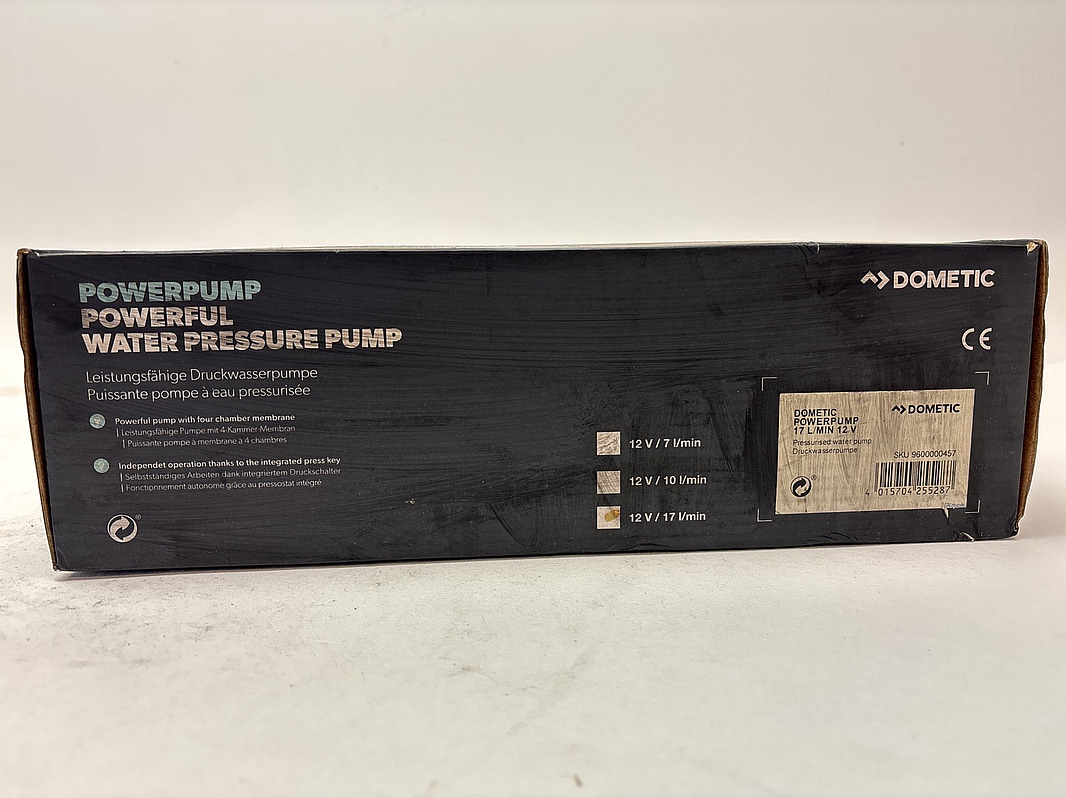 POWERPUMP
POWERFUL
WATER PRESSURE PUMP
Leistungsfähige Druckwasserpumpe
Puissante pompe à eau pressurisée
Powerful pump with four chamber membrane
| Leistungsfähige Pumpe mit 4-Kammer-Membran
| Puissante pompe à membrane à 4 chambres
Independet operation thanks to the integrated press key
| Selbstständiges Arbeiten dank integriertem Druckschalter
| Fonctionnement autonome grâce au pressostat intégré
®
12 V / 7 l/min
12 V / 10 l/min
12 V / 17 l/min
DOMETIC
CE
DOMETIC
DOMETIC
POWERPUMP
17 L/MIN 12 V
Pressurised water pump
Druckwasserpumpe
SKU 9600000457
®
4 015704 255287